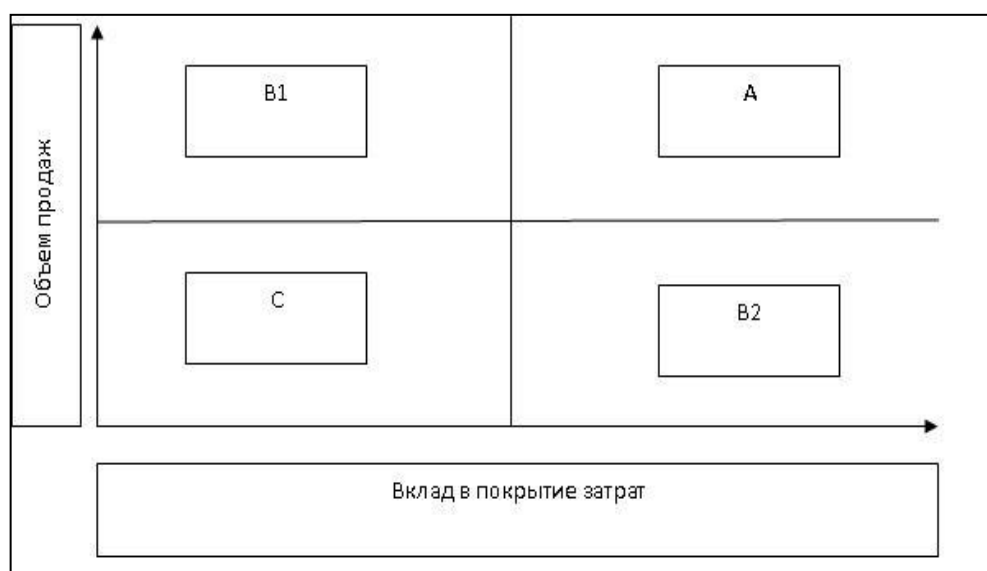 Объем продаж
B1
A
C
B2
Вклад в покрытие затрат